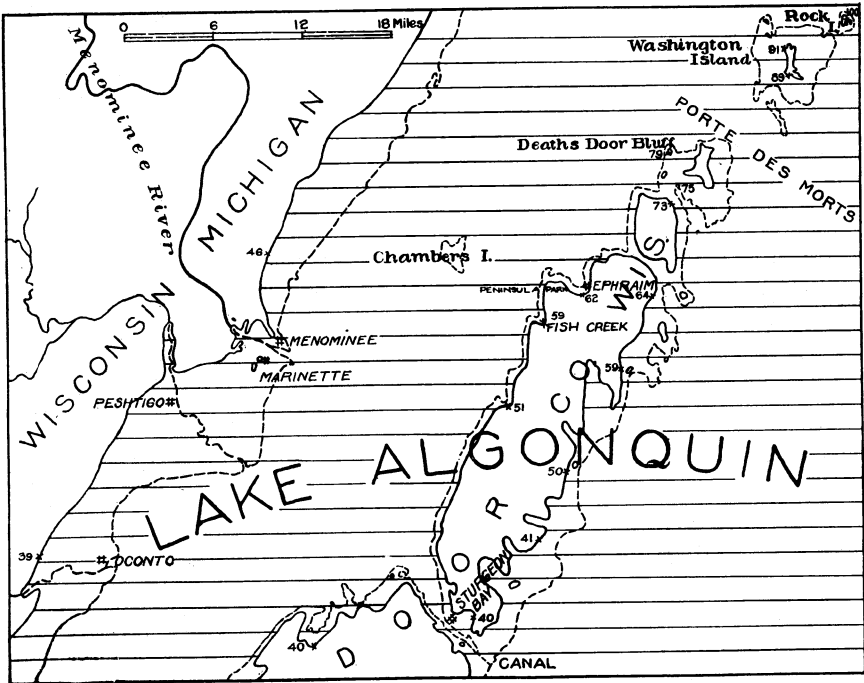 0 6 12 18 Miles
Rock I.
100
Washington
Island
91
89
Menominee River
MICHIGAN
PORTE DES MORTS
Deaths Door Bluff
79
75
73
46
Chambers I.
PENINSULA PARK
EPHRAIM
62
64
59
FISH CREEK
WISCONSIN
MENOMINEE
MARINETTE
PESHTIGO
59
51
LAKE ALGONQUIN
50
41
39
OCONTO
STURGEON
BAY
40
40
DOOR CO
WIS
CANAL